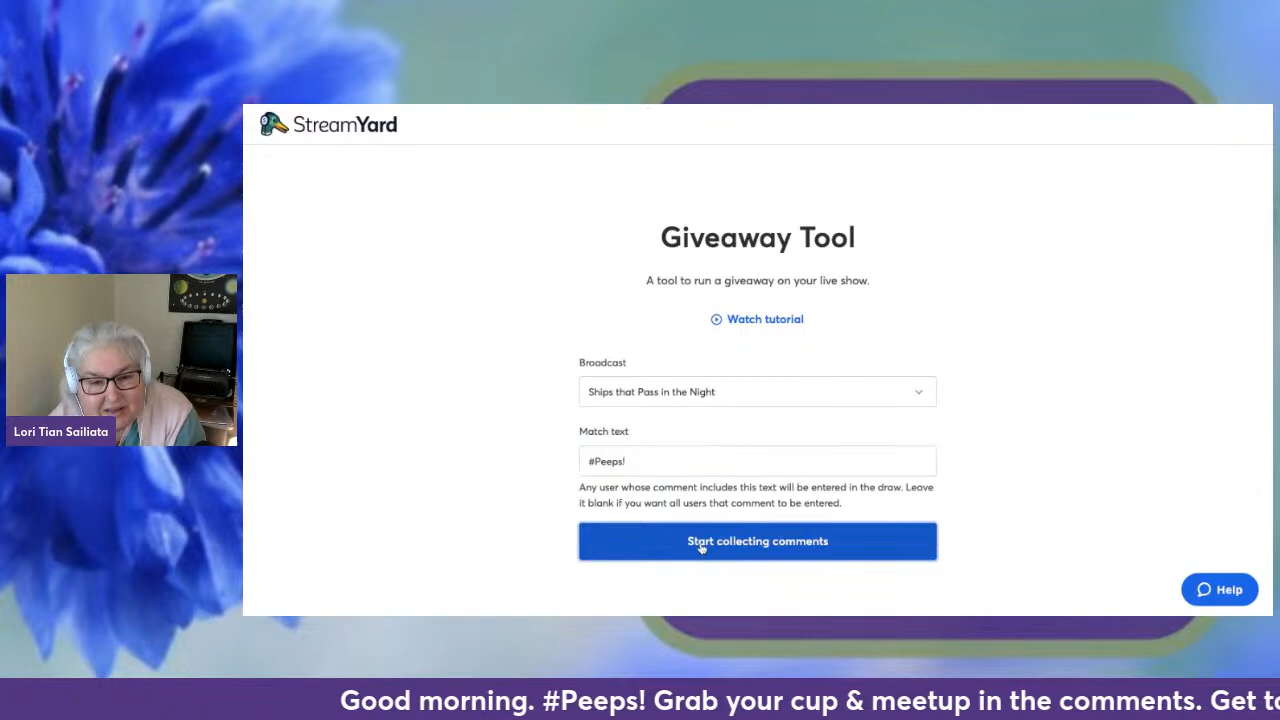 StreamYard
Giveaway Tool
A tool to run a giveaway on your live show.
Watch tutorial
Broadcast
Ships that Pass in the Night
Match text
#Peeps!
Any user whose comment includes this text will be entered in the draw. Leave
it blank if you want all users that comment to be entered.
Start collecting comments
Help
Lori Tian Sailiata
Good morning. #Peeps! Grab your cup & meetup in the comments. Get to